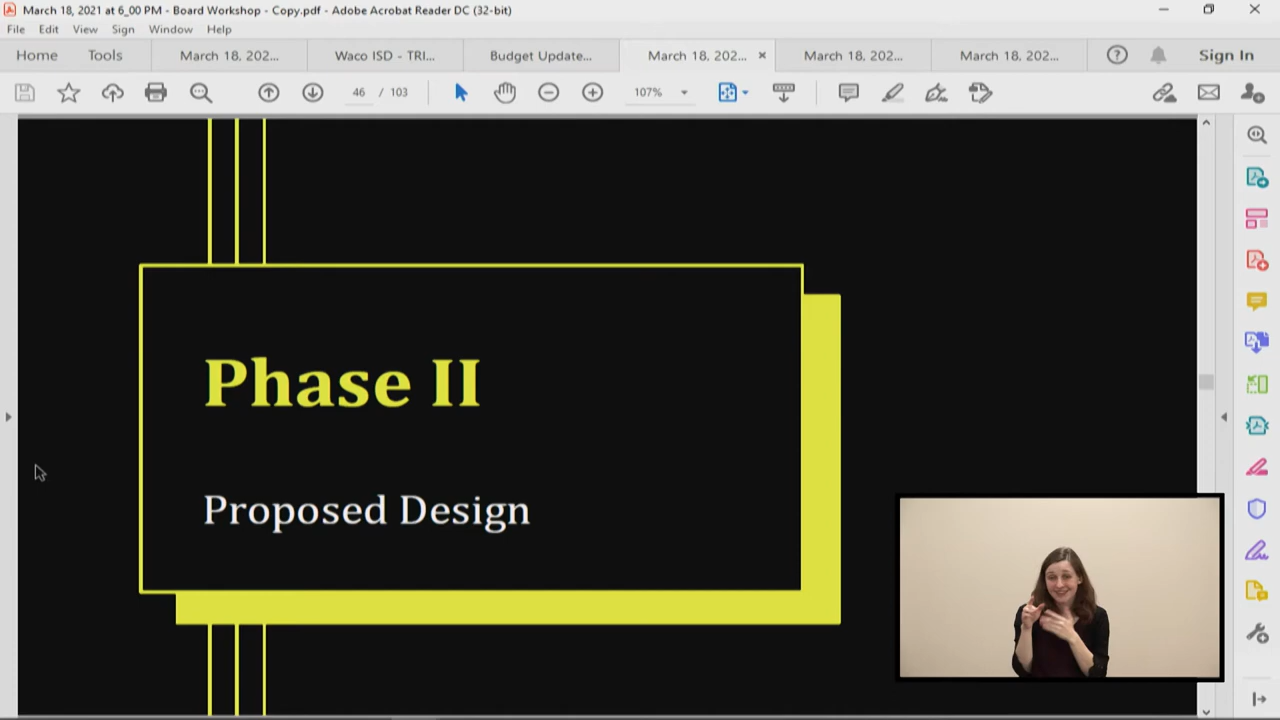 March 18, 2021 at 6_00 PM - Board Workshop - Copy.pdf - Adobe Acrobat Reader DC (32-bit)
File Edit View Sign Window Help
Home Tools March 18, 202... Waco ISD - TRI... Budget Update... March 18, 202... × March 18, 202... March 18, 202... Sign In
46 / 103 107%
Phase II
Proposed Design